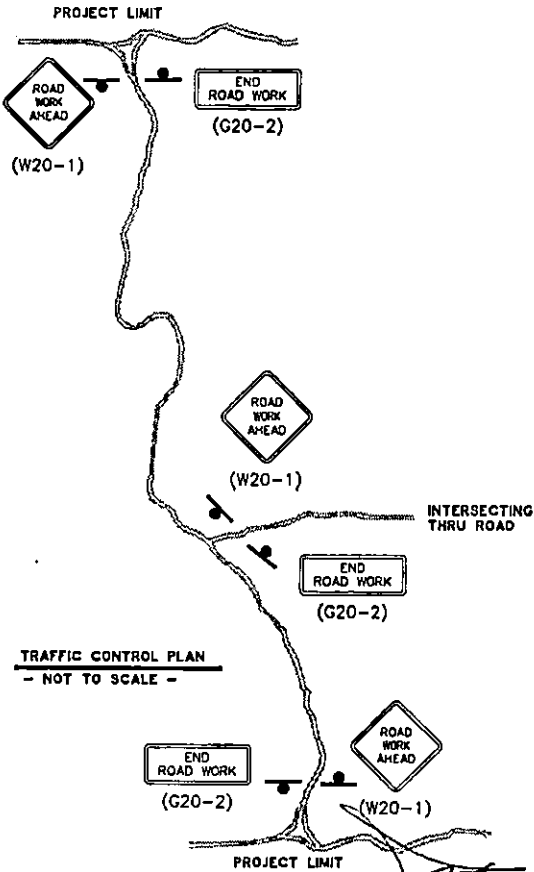 PROJECT LIMIT
ROAD
WORK
AHEAD
(W20-1)
END
ROAD WORK
(G20-2)
ROAD
WORK
AHEAD
(W20-1)
INTERSECTING
THRU ROAD
END
ROAD WORK
(G20-2)
TRAFFIC CONTROL PLAN
- NOT TO SCALE -
END
ROAD WORK
(G20-2)
ROAD
WORK
AHEAD
(W20-1)
PROJECT LIMIT